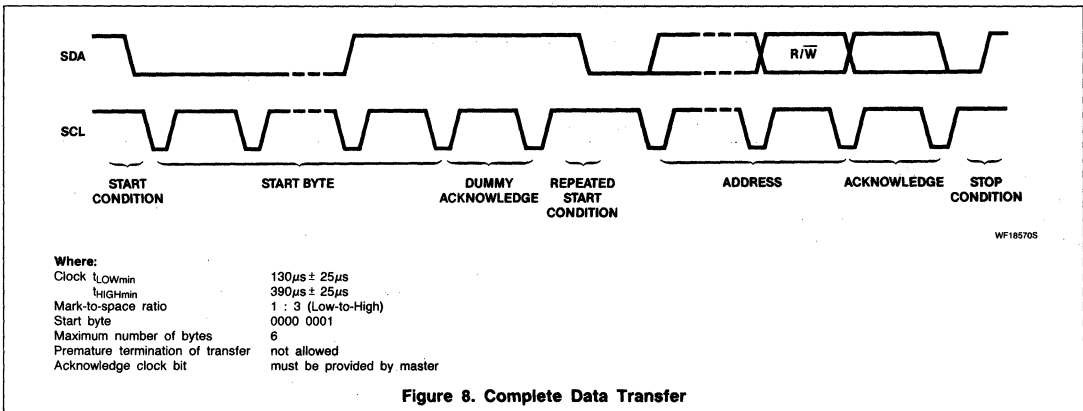 SDA
R/W̅
SCL
START CONDITION
START BYTE
DUMMY ACKNOWLEDGE
REPEATED START CONDITION
ADDRESS
ACKNOWLEDGE
STOP CONDITION
WF18570S
Where:
Clock tLOWmin 130µs ± 25µs
tHIGHmin 390µs ± 25µs
Mark-to-space ratio 1 : 3 (Low-to-High)
Start byte 0000 0001
Maximum number of bytes 6
Premature termination of transfer not allowed
Acknowledge clock bit must be provided by master
Figure 8. Complete Data Transfer